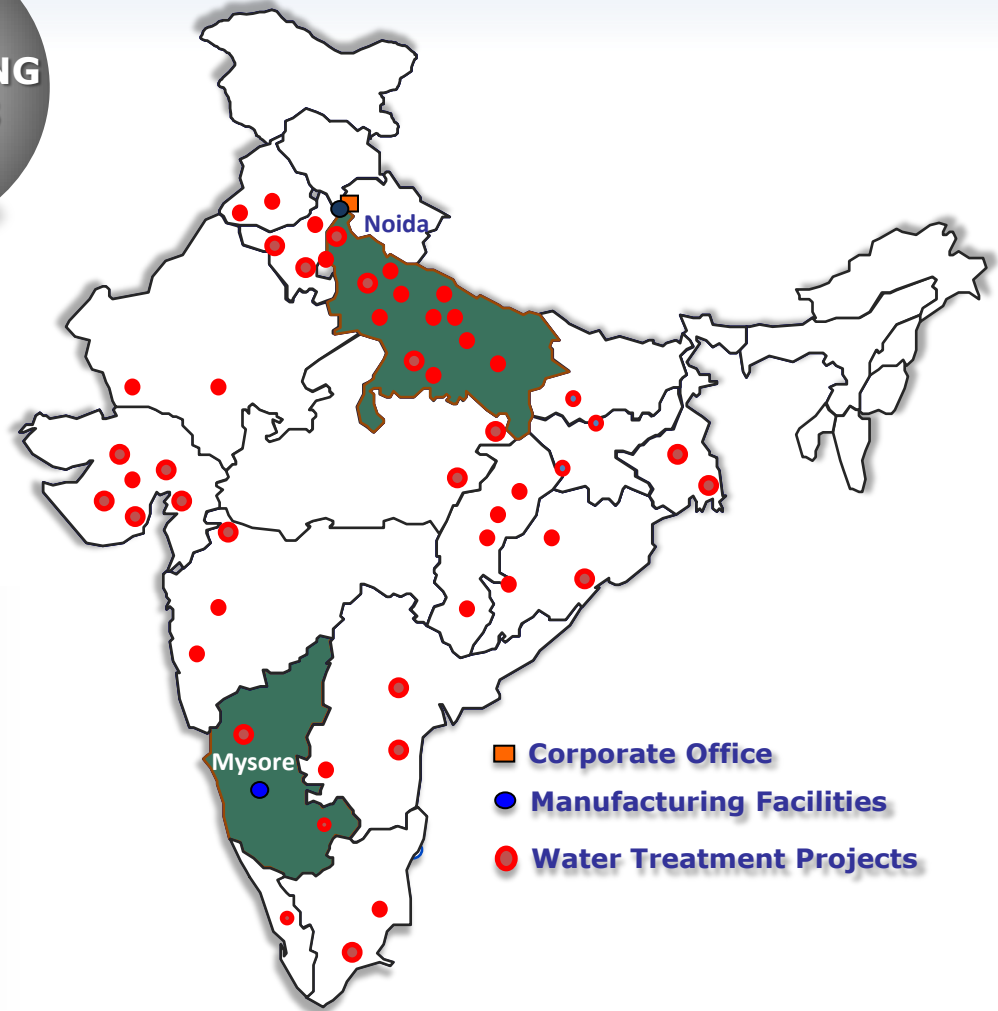 NG
Noida
Mysore
Corporate Office
Manufacturing Facilities
Water Treatment Projects